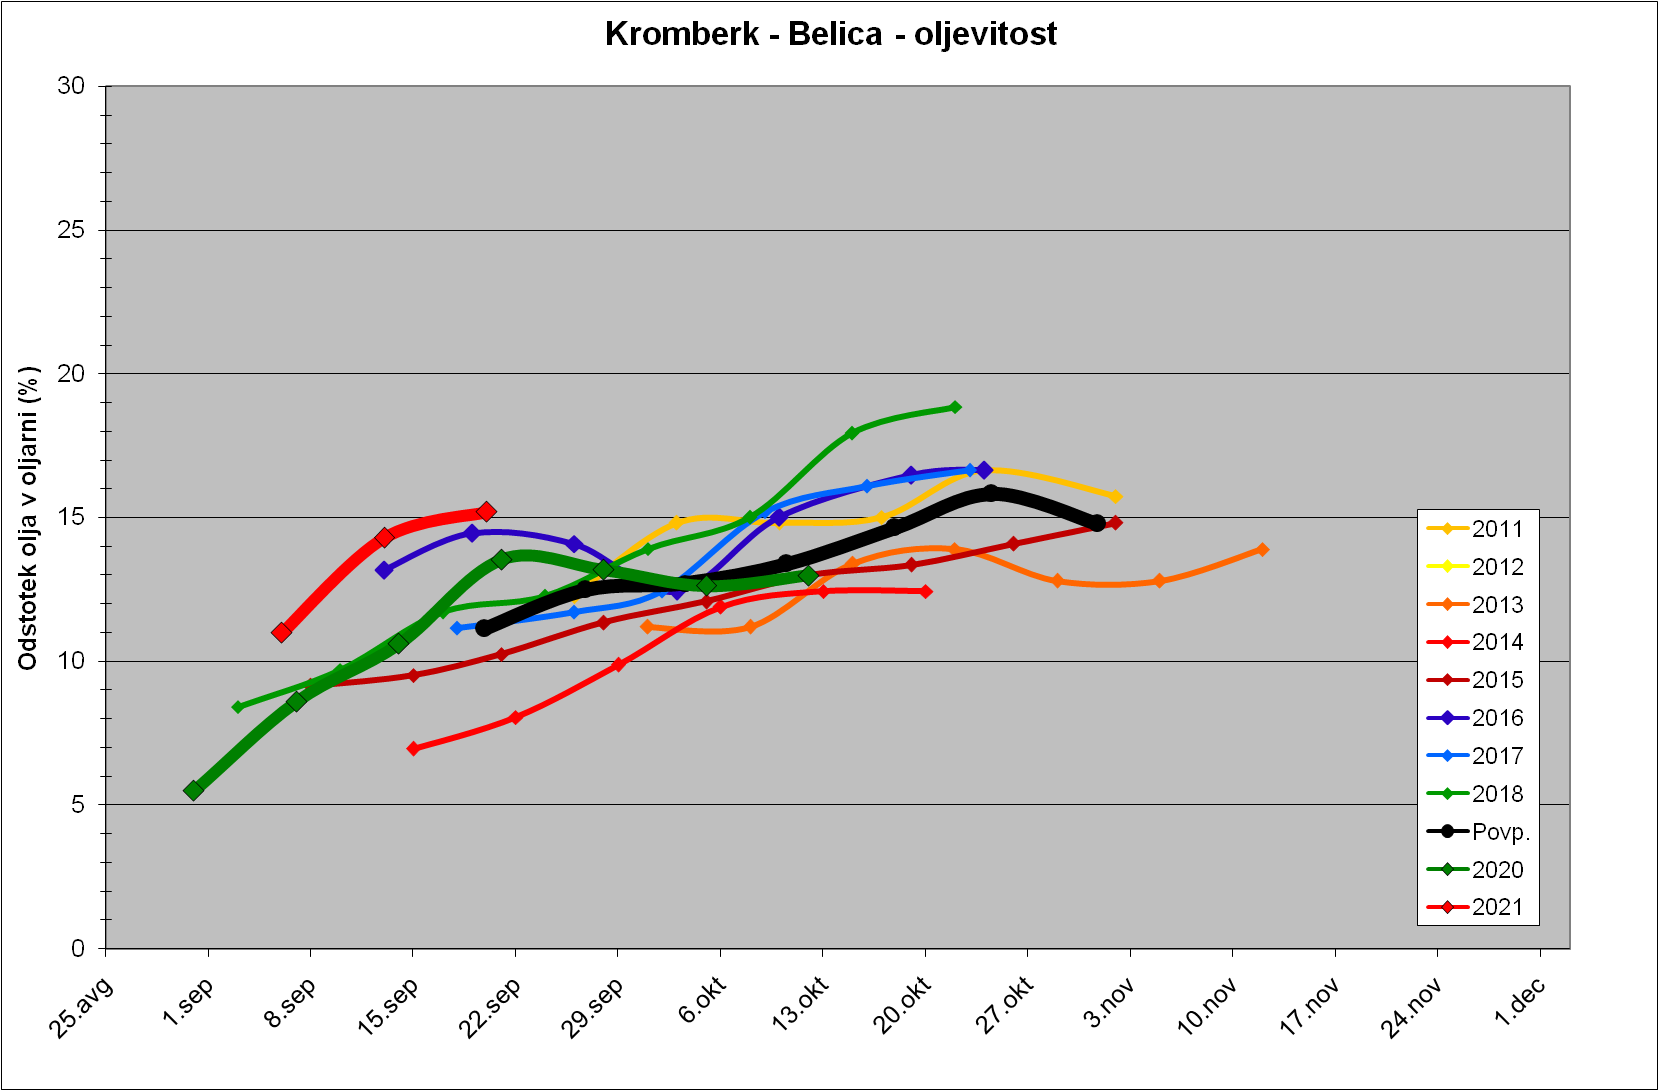 Kromberk - Belica - oljevitost
Odstotek olja v oljarni (%)
30
25
20
15
10
5
0
25.avg
1.sep
8.sep
15.sep
22.sep
29.sep
6.okt
13.okt
20.okt
27.okt
3.nov
10.nov
17.nov
24.nov
1.dec
2011
2012
2013
2014
2015
2016
2017
2018
Povp.
2020
2021